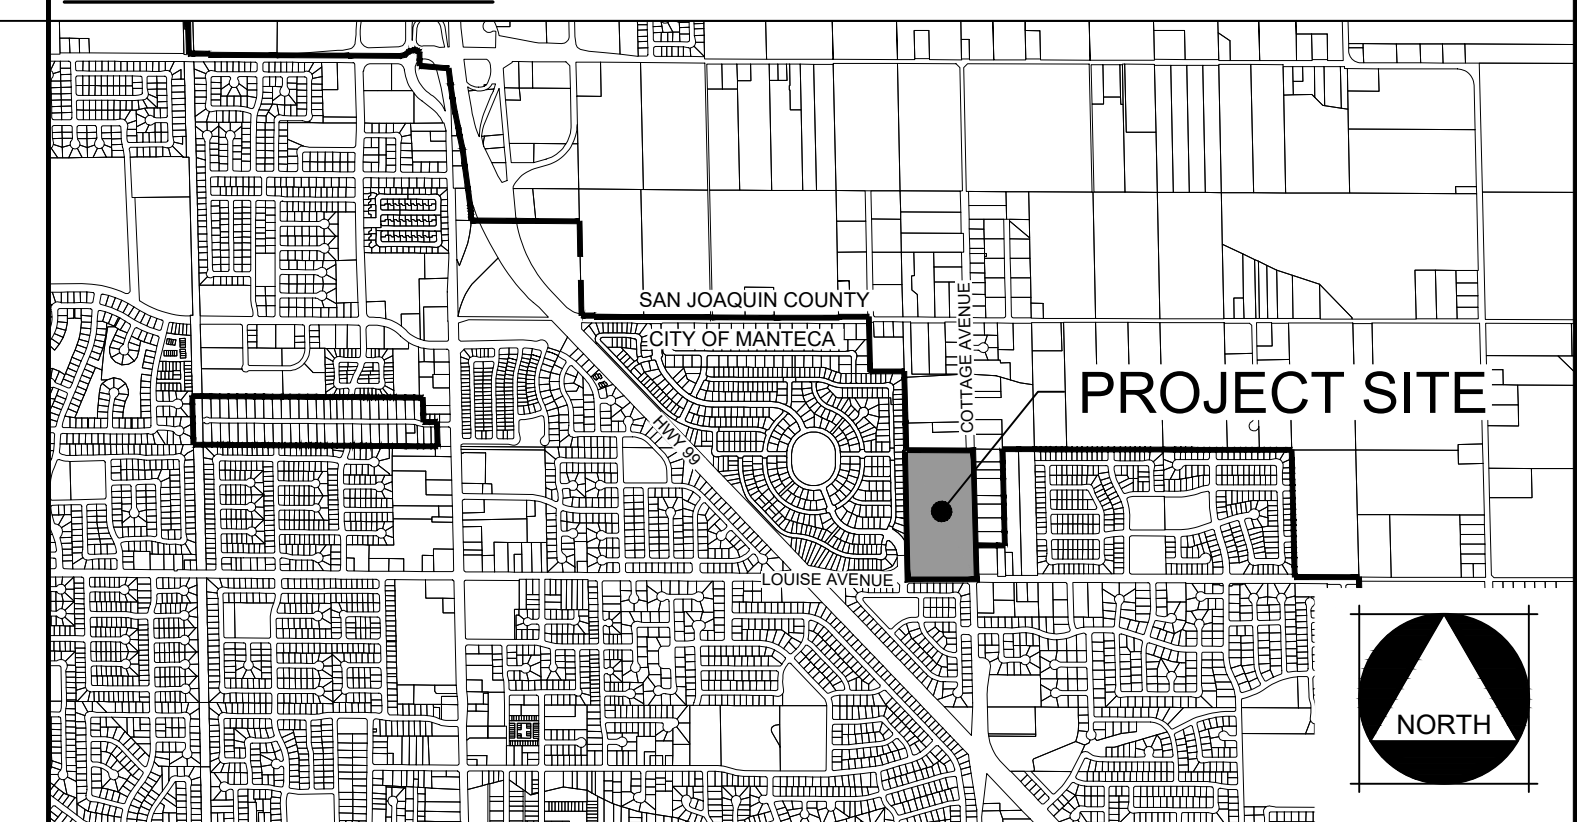 SAN JOAQUIN COUNTY
CITY OF MANTECA
COTTAGE AVENUE
PROJECT SITE
HWY 99
LOUISE AVENUE
NORTH